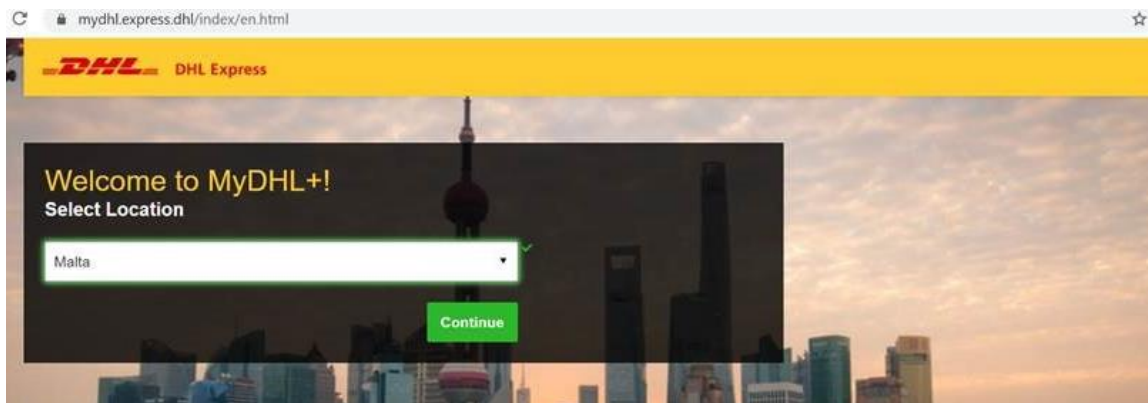 mydhl.express.dhl/index/en.html
DHL DHL Express
Welcome to MyDHL+!
Select Location
Malta
Continue